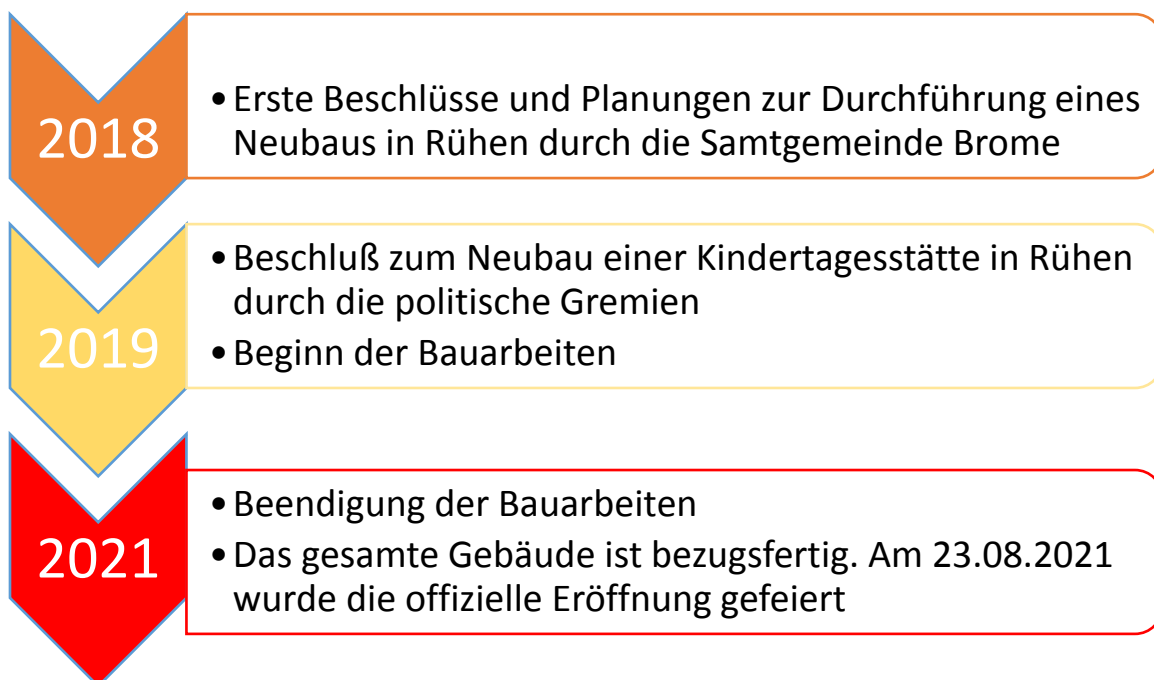 2018
• Erste Beschlüsse und Planungen zur Durchführung eines
Neubaus in Rühen durch die Samtgemeinde Brome
2019
• Beschluß zum Neubau einer Kindertagesstätte in Rühen
durch die politische Gremien
• Beginn der Bauarbeiten
2021
• Beendigung der Bauarbeiten
• Das gesamte Gebäude ist bezugsfertig. Am 23.08.2021
wurde die offizielle Eröffnung gefeiert